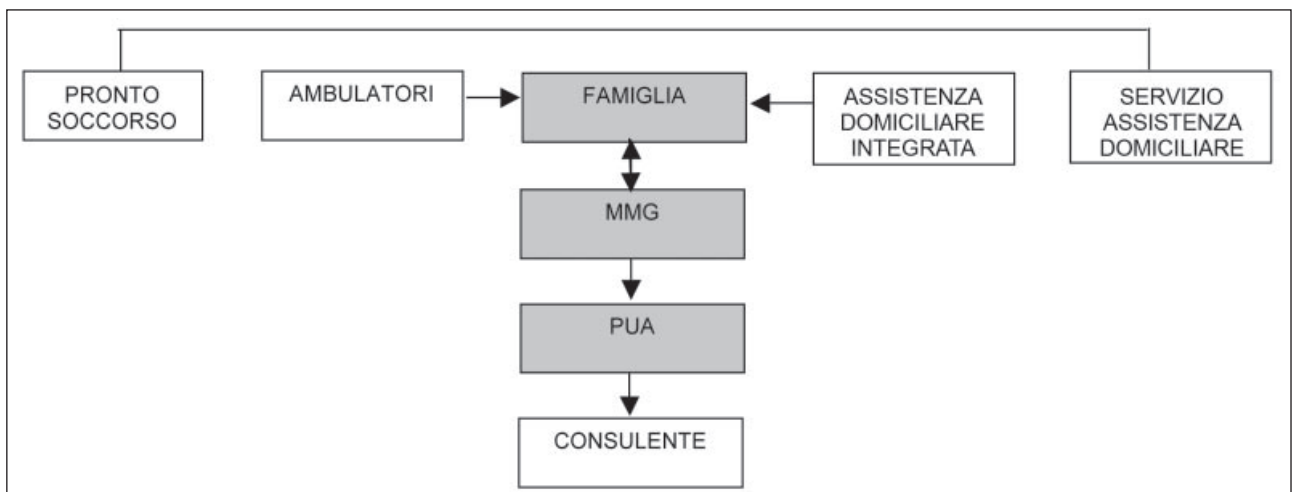 PRONTO
SOCCORSO
AMBULATORI
FAMIGLIA
ASSISTENZA
DOMICILIARE
INTEGRATA
SERVIZIO
ASSISTENZA
DOMICILIARE
MMG
PUA
CONSULENTE